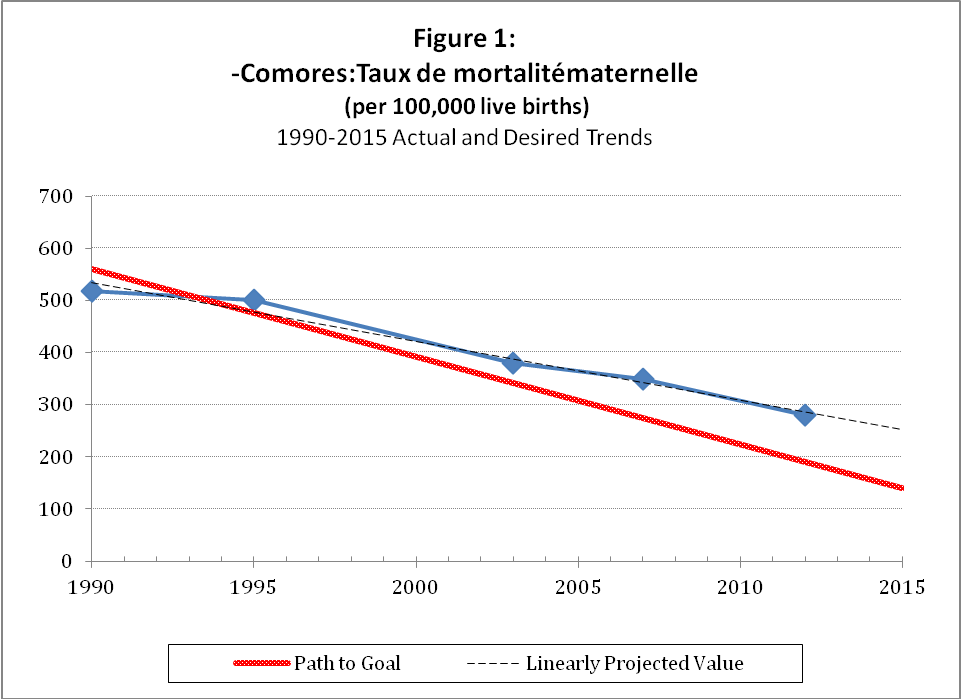 Figure 1:
-Comores:Taux de mortalitématernelle
(per 100,000 live births)
1990-2015 Actual and Desired Trends
700
600
500
400
300
200
100
0
1990 1995 2000 2005 2010 2015
Path to Goal Linearly Projected Value